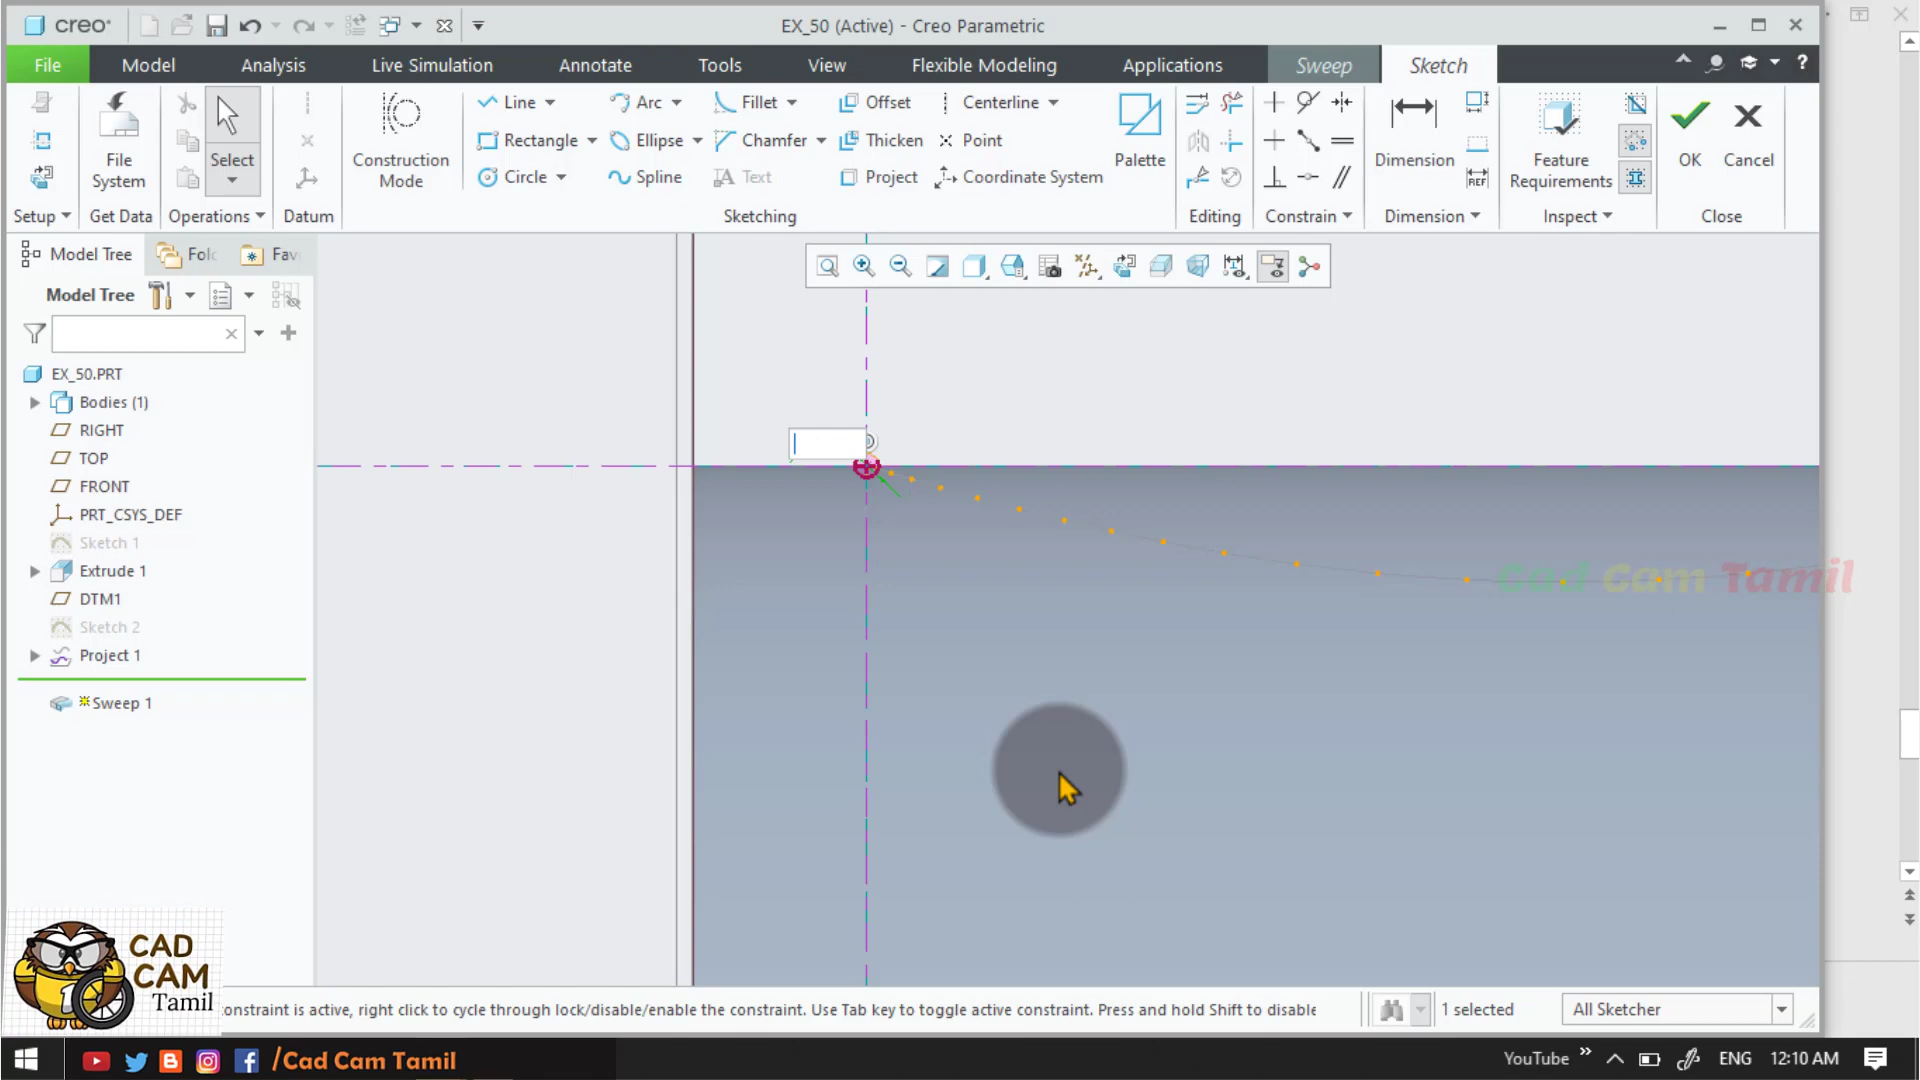 creo
EX_50 (Active) - Creo Parametric
File
Model
Analysis
Live Simulation
Annotate
Tools
View
Flexible Modeling
Applications
Sweep
Sketch
File System
Select
Construction Mode
Line
Arc
Fillet
Offset
Centerline
Rectangle
Ellipse
Chamfer
Thicken
Point
Circle
Spline
Text
Project
Coordinate System
Palette
Dimension
REF
Feature Requirements
OK
Cancel
Setup
Get Data
Operations
Datum
Sketching
Editing
Constrain
Dimension
Inspect
Close
Model Tree
Fol
Fav
Model Tree
EX_50.PRT
Bodies (1)
RIGHT
TOP
FRONT
PRT_CSYS_DEF
Sketch 1
Extrude 1
DTM1
Sketch 2
Project 1
Sweep 1
Cad Cam Tamil
CAD
CAM
Tamil
onstraint is active, right click to cycle through lock/disable/enable the constraint. Use Tab key to toggle active constraint. Press and hold Shift to disable
1 selected
All Sketcher
/Cad Cam Tamil
YouTube
ENG
12:10 AM